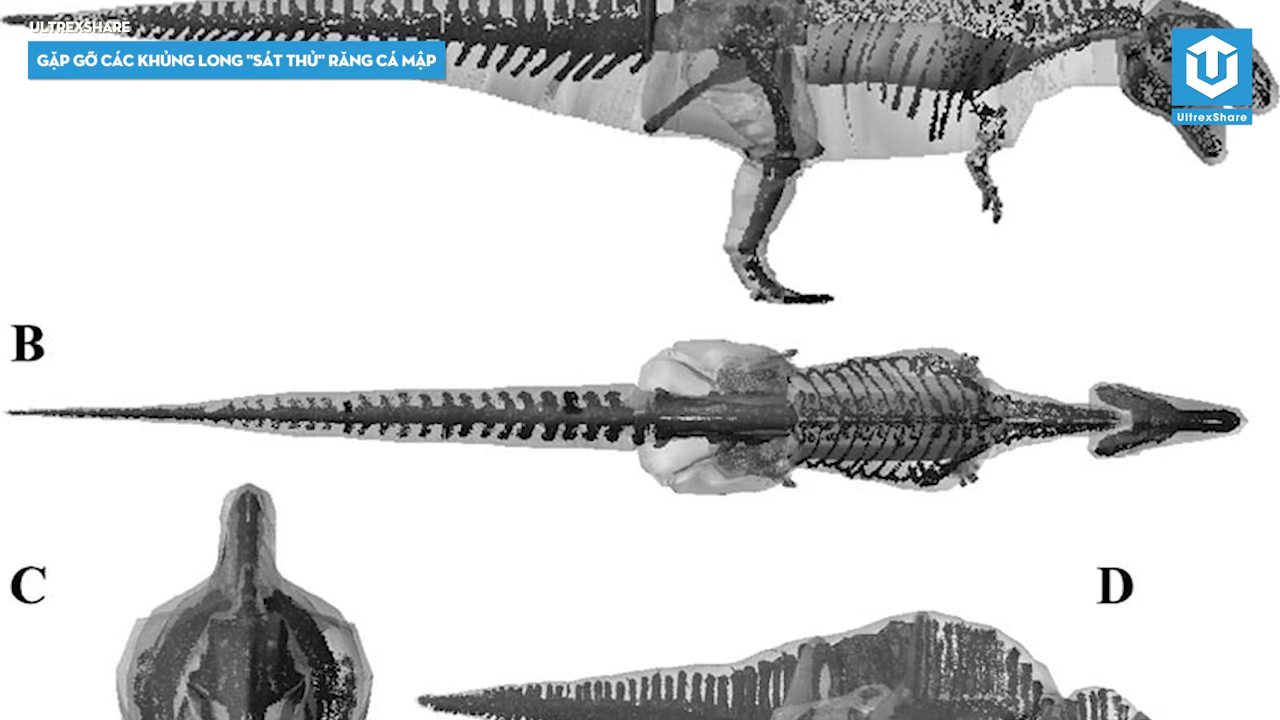 ULTREXSHARE
GẶP GỠ CÁC KHỦNG LONG "SÁT THỦ" RĂNG CÁ MẬP
UltrexShare
B
C
D